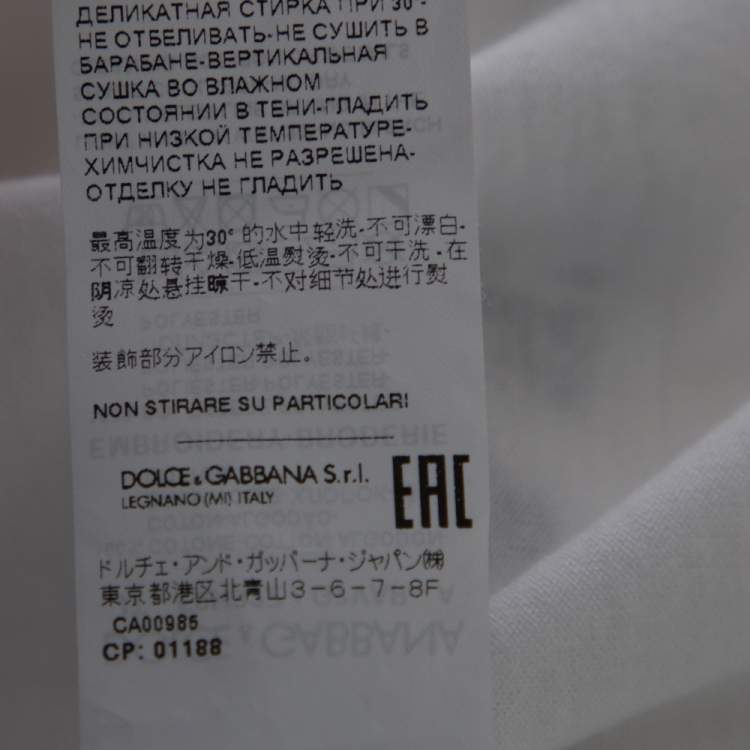 ДЕЛИКАТНАЯ СТИРКА ПРИ 30°-
НЕ ОТБЕЛИВАТЬ-НЕ СУШИТЬ В
БАРАБАНЕ-ВЕРТИКАЛЬНАЯ
СУШКА ВО ВЛАЖНОМ
СОСТОЯНИИ В ТЕНИ-ГЛАДИТЬ
ПРИ НИЗКОЙ ТЕМПЕРАТУРЕ-
ХИМЧИСТКА НЕ РАЗРЕШЕНА-
ОТДЕЛКУ НЕ ГЛАДИТЬ
最高温度为30° 的水中轻洗-不可漂白-
不可翻转干燥-低温熨烫-不可干洗-在
阴凉处悬挂曠干-不对细节处进行熨
烫
装飾部分アイロン禁止。
NON STIRARE SU PARTICOLARI
DOLCE & GABBANA S.r.l.
LEGNANO (MI) ITALY
EAC
ドルチェ・アンド・ガッバーナ・ジャパン㈱
東京都港区北青山3-6-7-8F
CA00985
CP: 01188